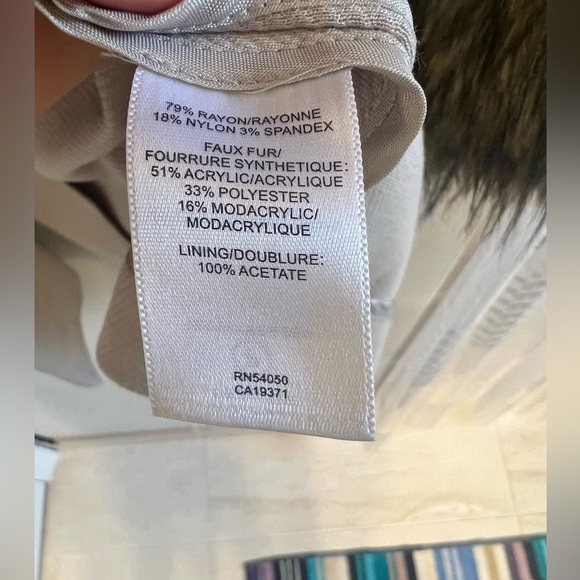 79% RAYON/RAYONNE
18% NYLON 3% SPANDEX
FAUX FUR/
FOURRURE SYNTHETIQUE:
51% ACRYLIC/ACRYLIQUE
33% POLYESTER
16% MODACRYLIC/
MODACRYLIQUE
LINING/DOUBLURE:
100% ACETATE
RN54050
CA19371